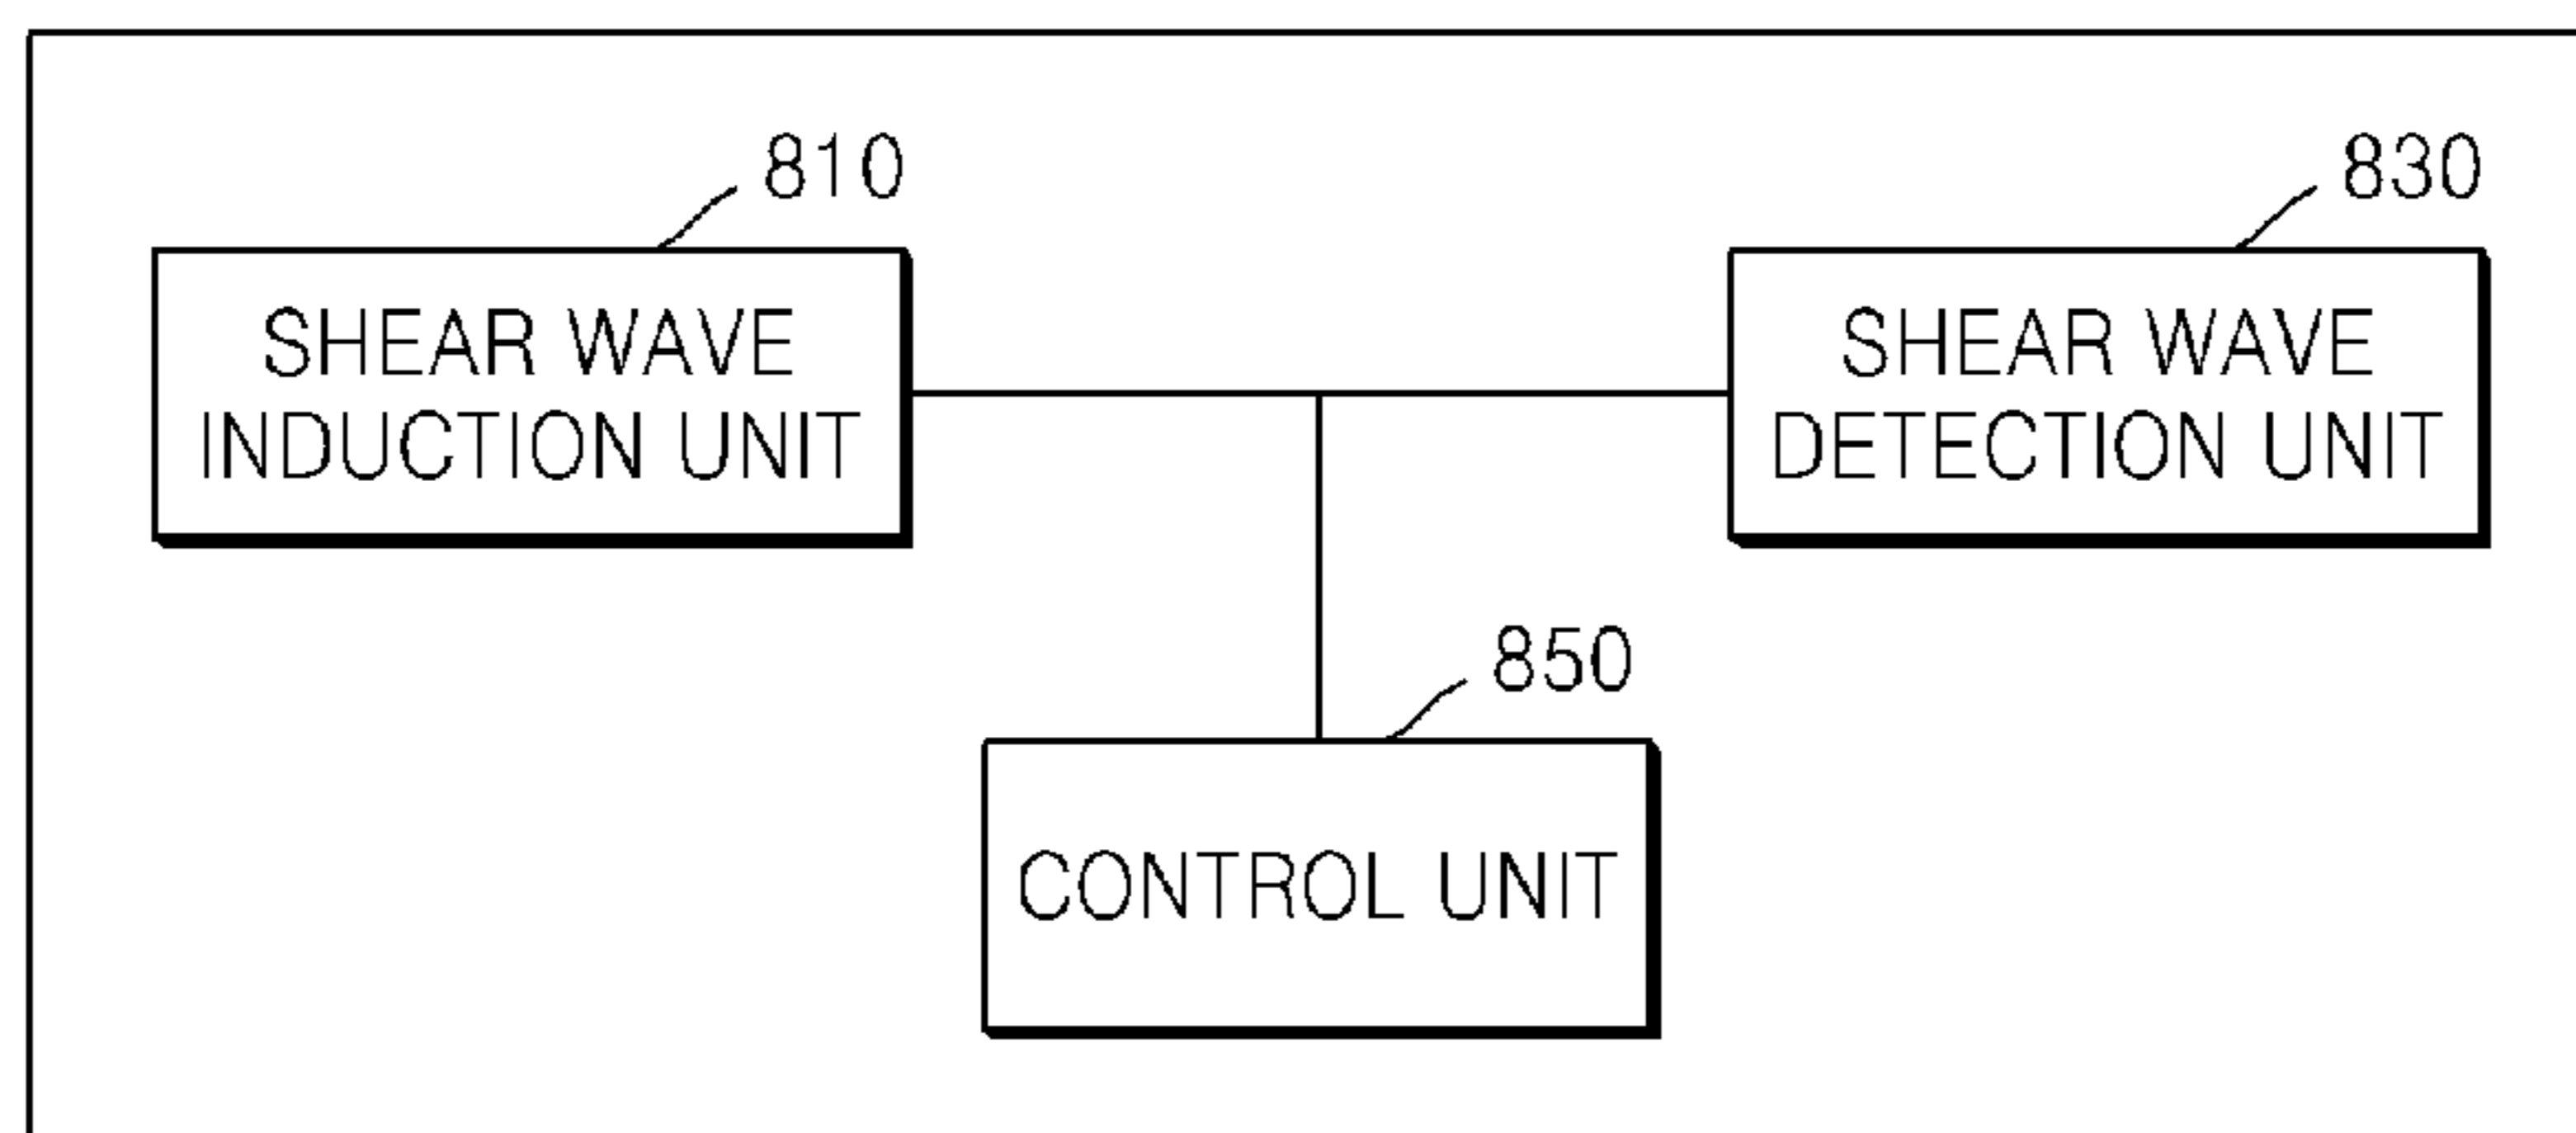 810
830
SHEAR WAVE
INDUCTION UNIT
SHEAR WAVE
DETECTION UNIT
850
CONTROL UNIT